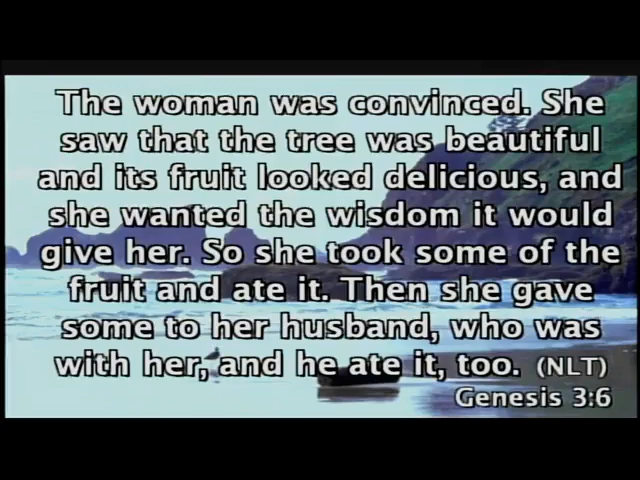 The woman was convinced. She
saw that the tree was beautiful
and its fruit looked delicious, and
she wanted the wisdom it would
give her. So she took some of the
fruit and ate it. Then she gave
some to her husband, who was
with her, and he ate it, too. (NLT)
Genesis 3:6